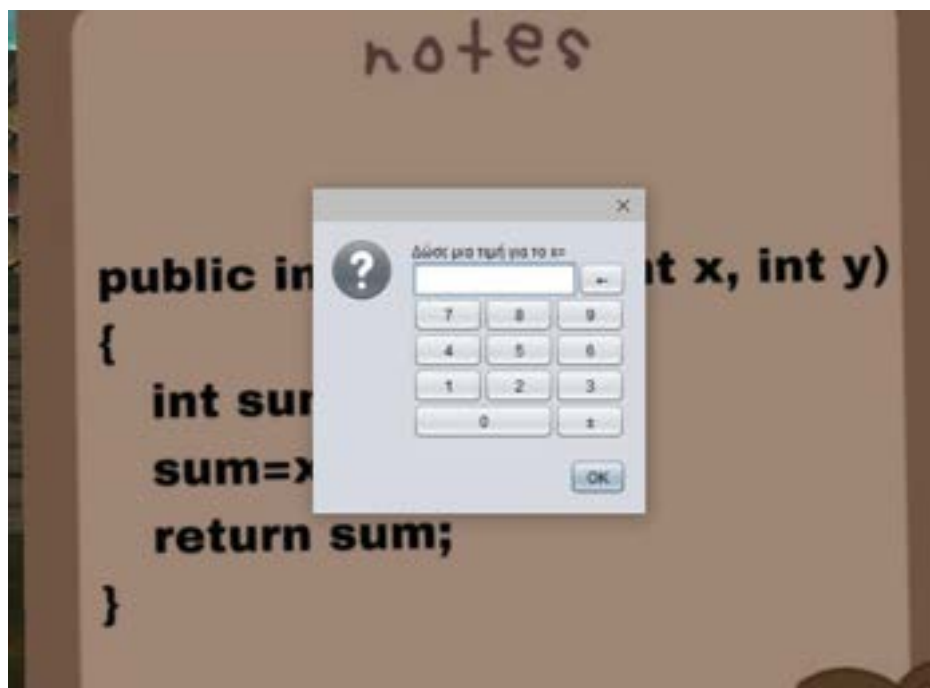 notes
Δώσε μια τιμή για το x=
←
7 8 9
4 5 6
1 2 3
0 ±
OK
public in t x, int y)
{
int sum
sum=x
return sum;
}